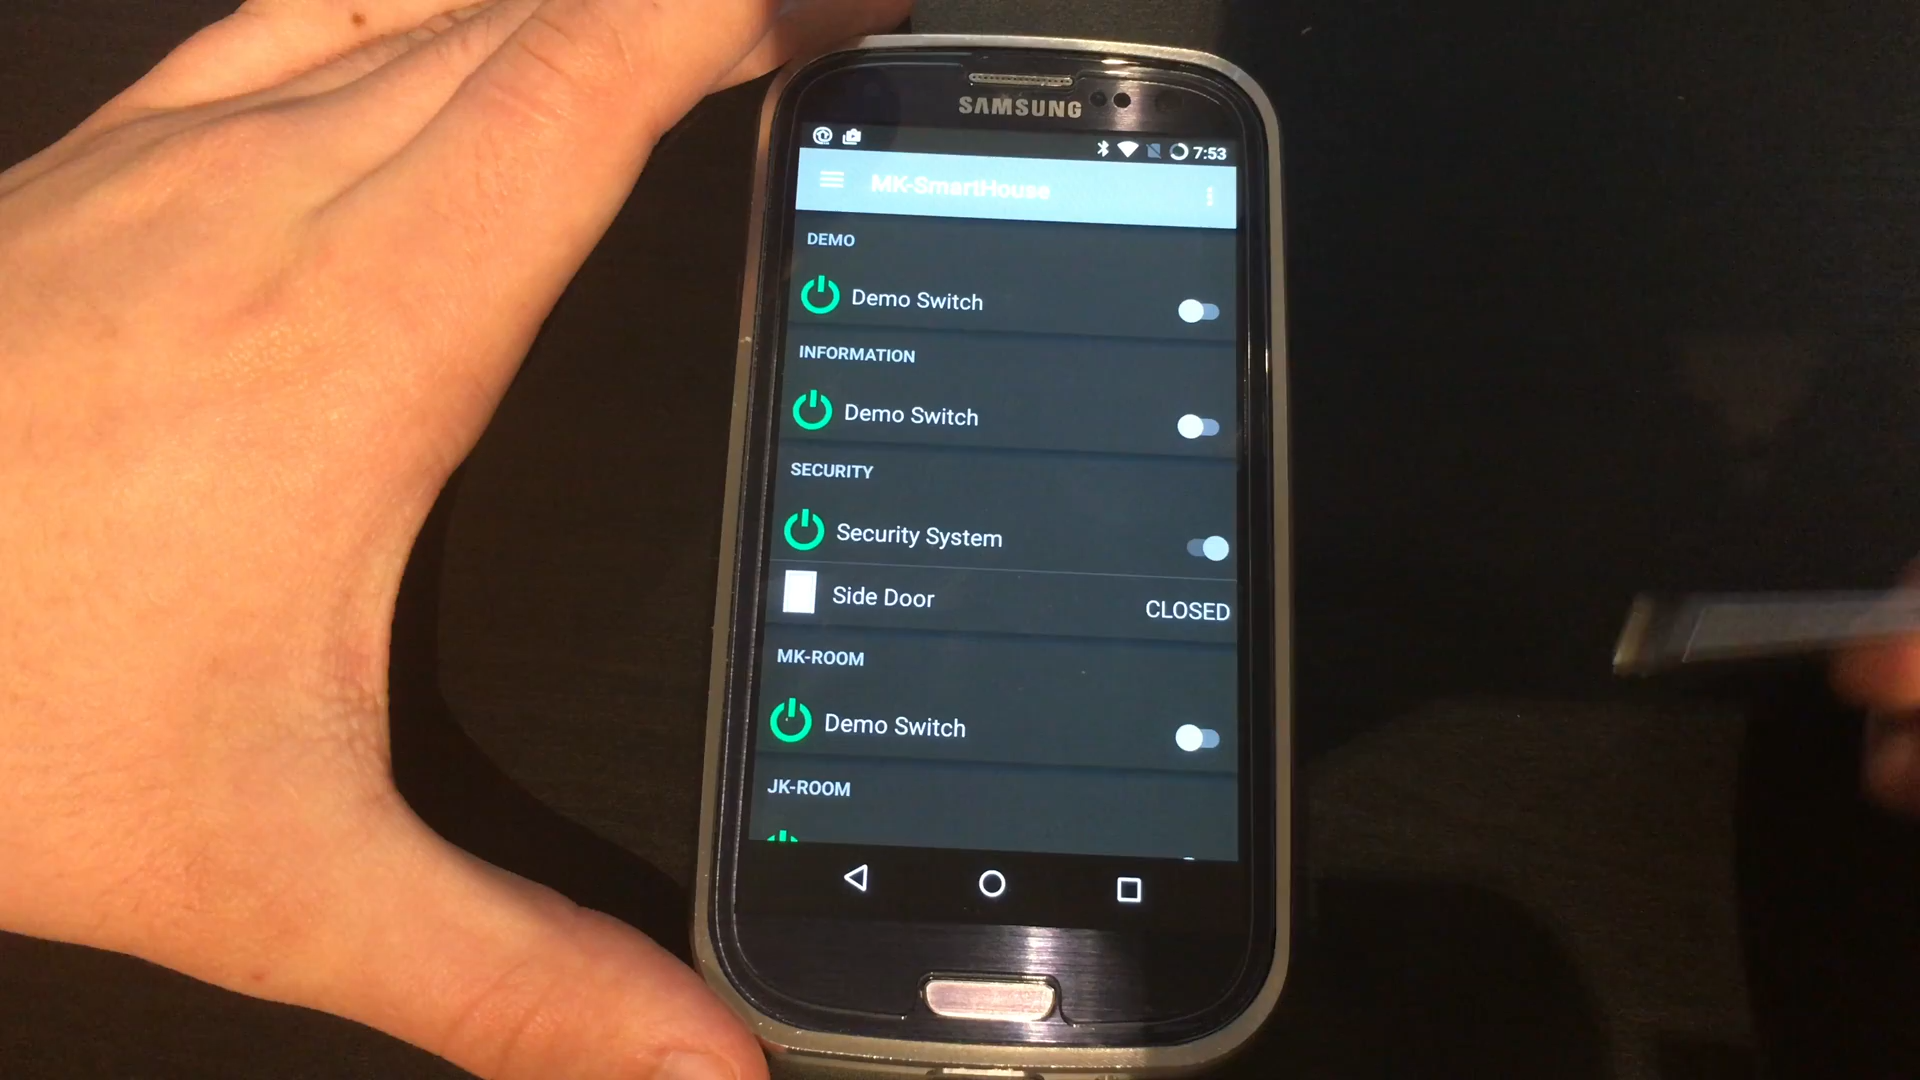 SAMSUNG
7:53
MK-SmartHouse
DEMO
Demo Switch
INFORMATION
Demo Switch
SECURITY
Security System
Side Door CLOSED
MK-ROOM
Demo Switch
JK-ROOM